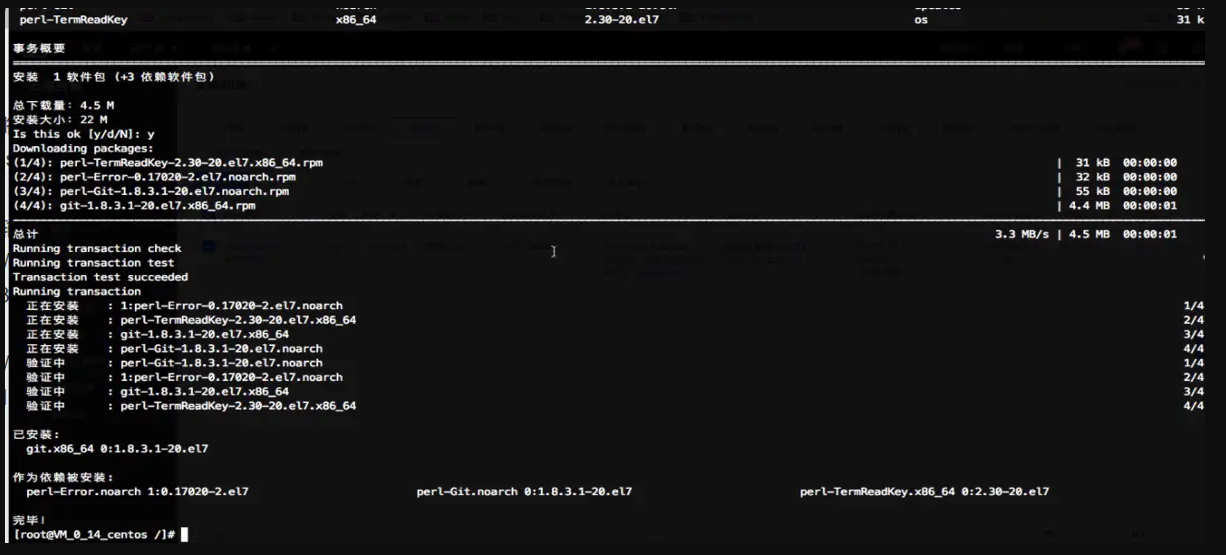 perl-TermReadKey x86_64 2.30-20.el7 os 31 k
事务概要
安装 1 软件包 (+3 依赖软件包)
总下载量：4.5 M
安装大小：22 M
Is this ok [y/d/N]: y
Downloading packages:
(1/4): perl-TermReadKey-2.30-20.el7.x86_64.rpm | 31 kB 00:00:00
(2/4): perl-Error-0.17020-2.el7.noarch.rpm | 32 kB 00:00:00
(3/4): perl-Git-1.8.3.1-20.el7.noarch.rpm | 55 kB 00:00:00
(4/4): git-1.8.3.1-20.el7.x86_64.rpm | 4.4 MB 00:00:01
总计 3.3 MB/s | 4.5 MB 00:00:01
Running transaction check
Running transaction test
Transaction test succeeded
Running transaction
正在安装 : 1:perl-Error-0.17020-2.el7.noarch 1/4
正在安装 : perl-TermReadKey-2.30-20.el7.x86_64 2/4
正在安装 : git-1.8.3.1-20.el7.x86_64 3/4
正在安装 : perl-Git-1.8.3.1-20.el7.noarch 4/4
验证中 : perl-Git-1.8.3.1-20.el7.noarch 1/4
验证中 : 1:perl-Error-0.17020-2.el7.noarch 2/4
验证中 : git-1.8.3.1-20.el7.x86_64 3/4
验证中 : perl-TermReadKey-2.30-20.el7.x86_64 4/4
已安装:
git.x86_64 0:1.8.3.1-20.el7
作为依赖被安装:
perl-Error.noarch 1:0.17020-2.el7 perl-Git.noarch 0:1.8.3.1-20.el7 perl-TermReadKey.x86_64 0:2.30-20.el7
完毕！
[root@VM_0_14_centos /]#